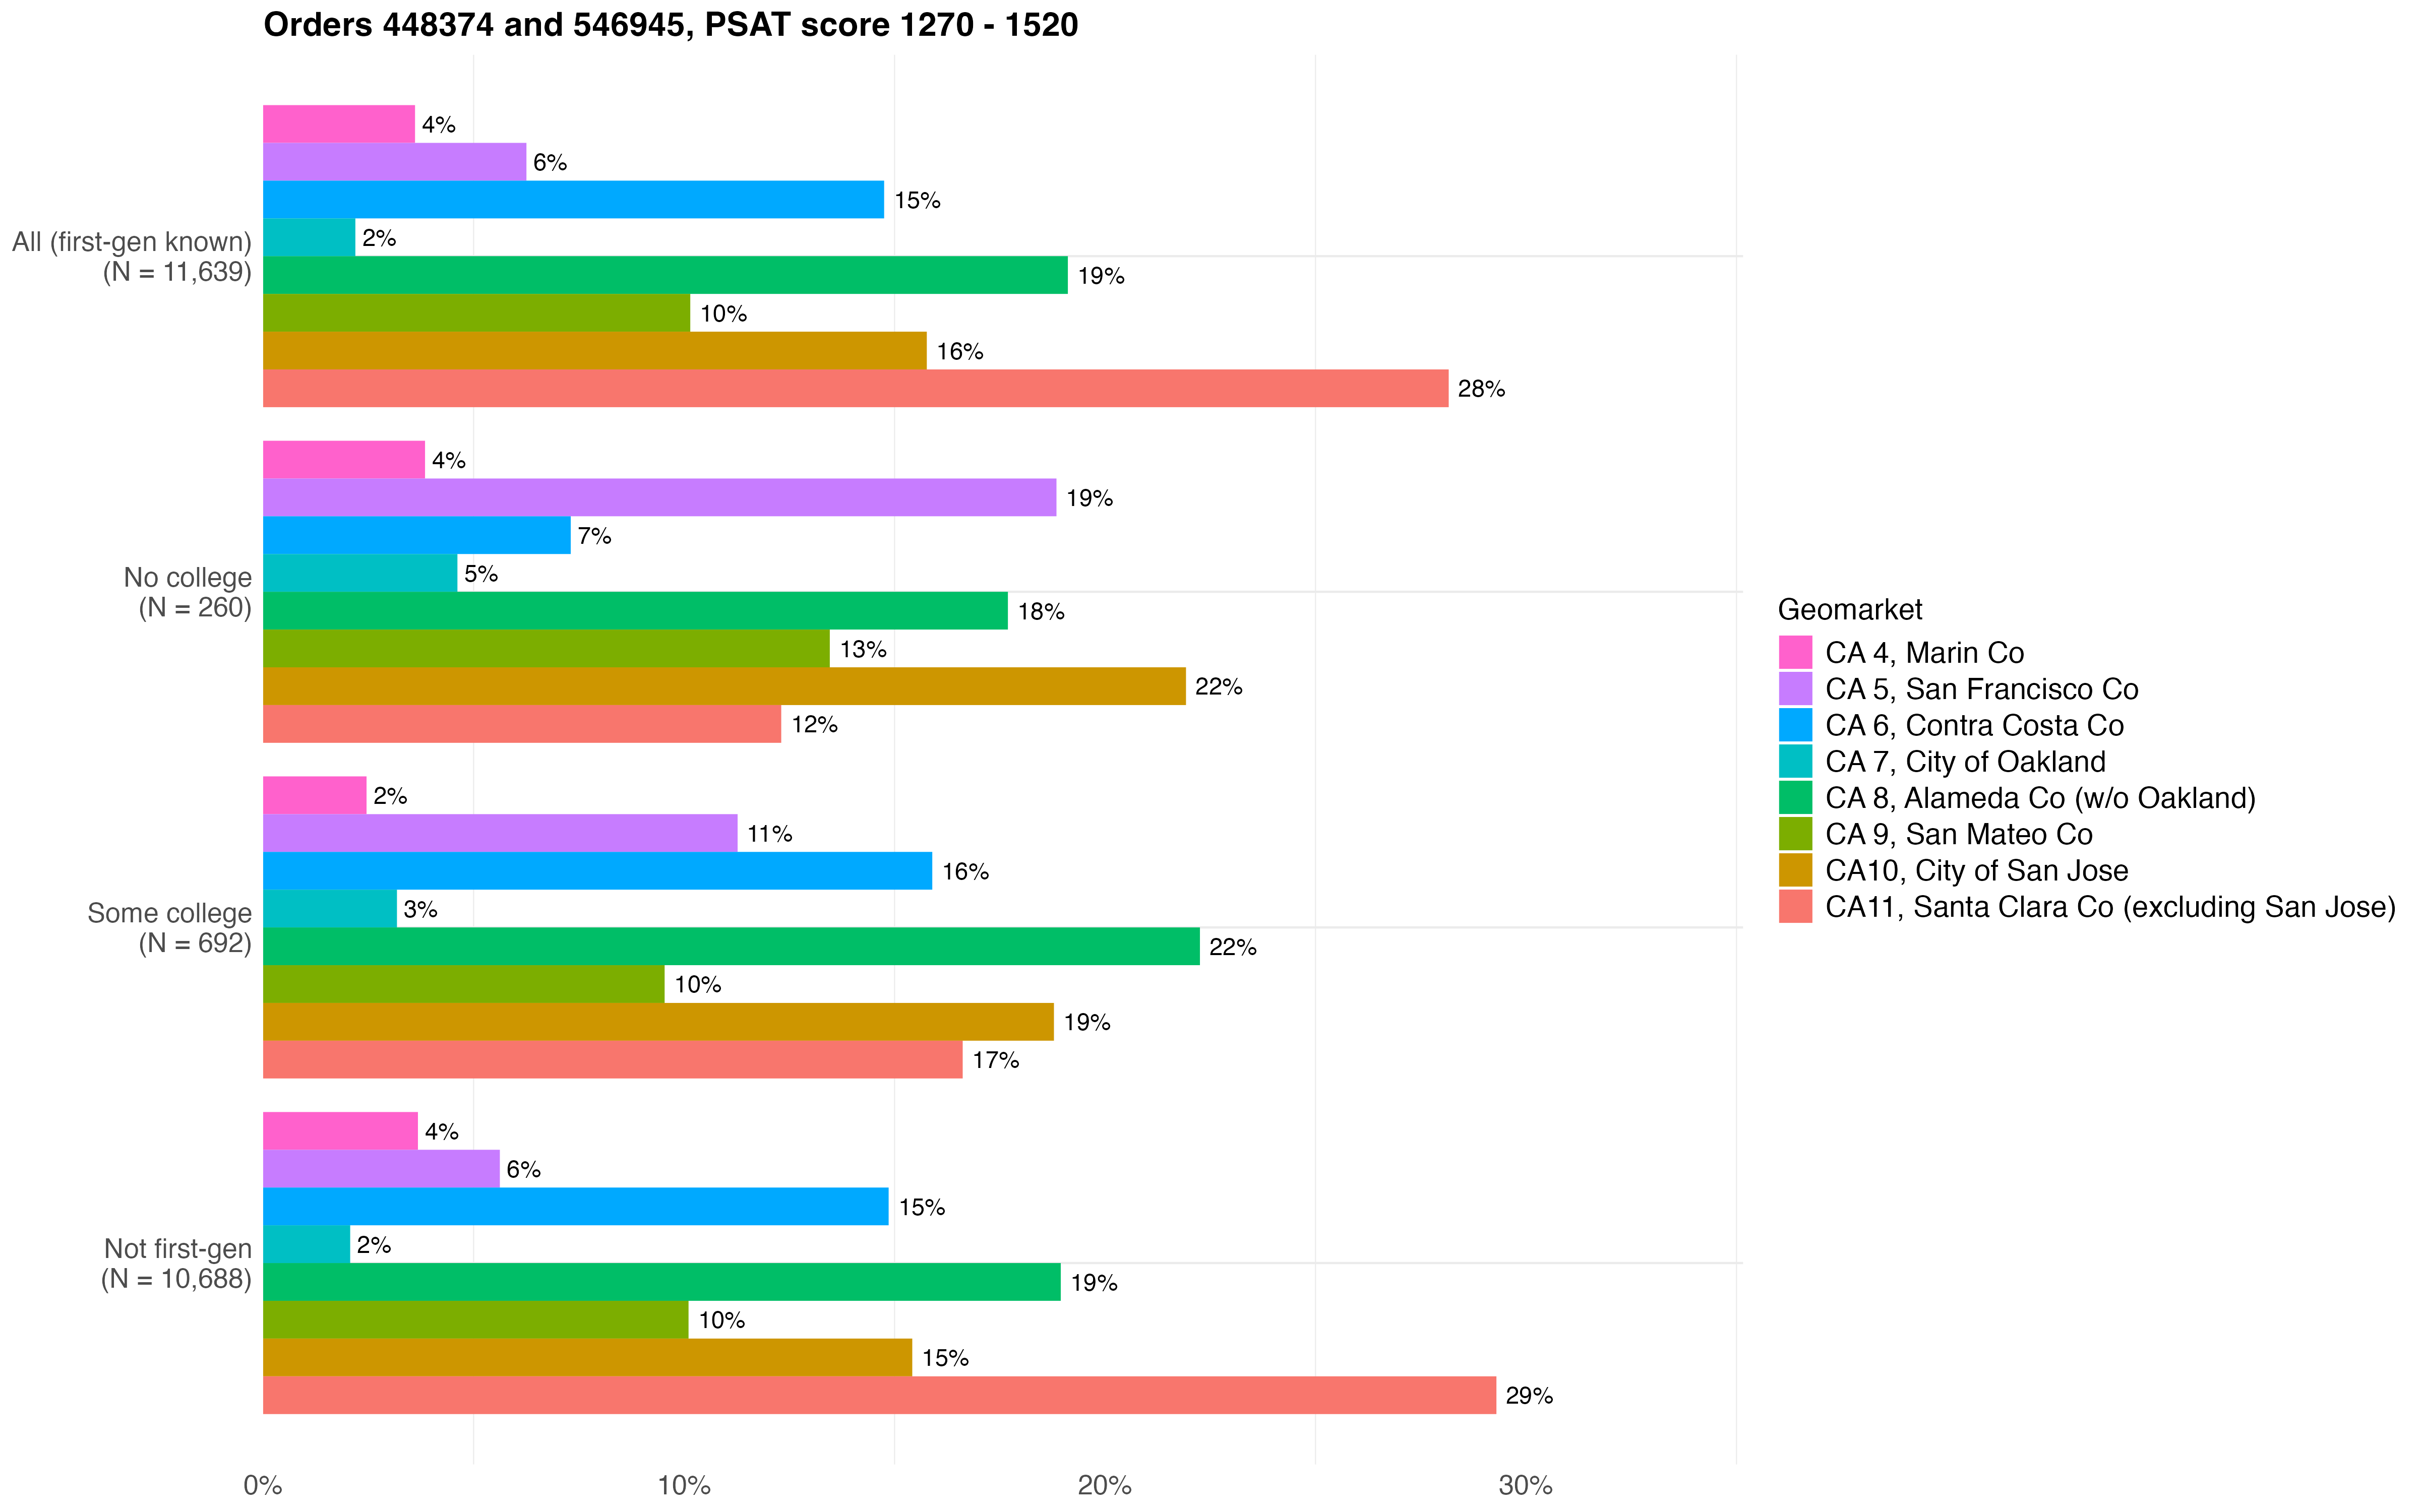 Orders 448374 and 546945, PSAT score 1270 - 1520
All (first-gen known)
(N = 11,639)
4%
6%
15%
2%
19%
10%
16%
28%
No college
(N = 260)
4%
19%
7%
5%
18%
13%
22%
12%
Some college
(N = 692)
2%
11%
16%
3%
22%
10%
19%
17%
Not first-gen
(N = 10,688)
4%
6%
15%
2%
19%
10%
15%
29%
0%
10%
20%
30%
Geomarket
CA 4, Marin Co
CA 5, San Francisco Co
CA 6, Contra Costa Co
CA 7, City of Oakland
CA 8, Alameda Co (w/o Oakland)
CA 9, San Mateo Co
CA10, City of San Jose
CA11, Santa Clara Co (excluding San Jose)